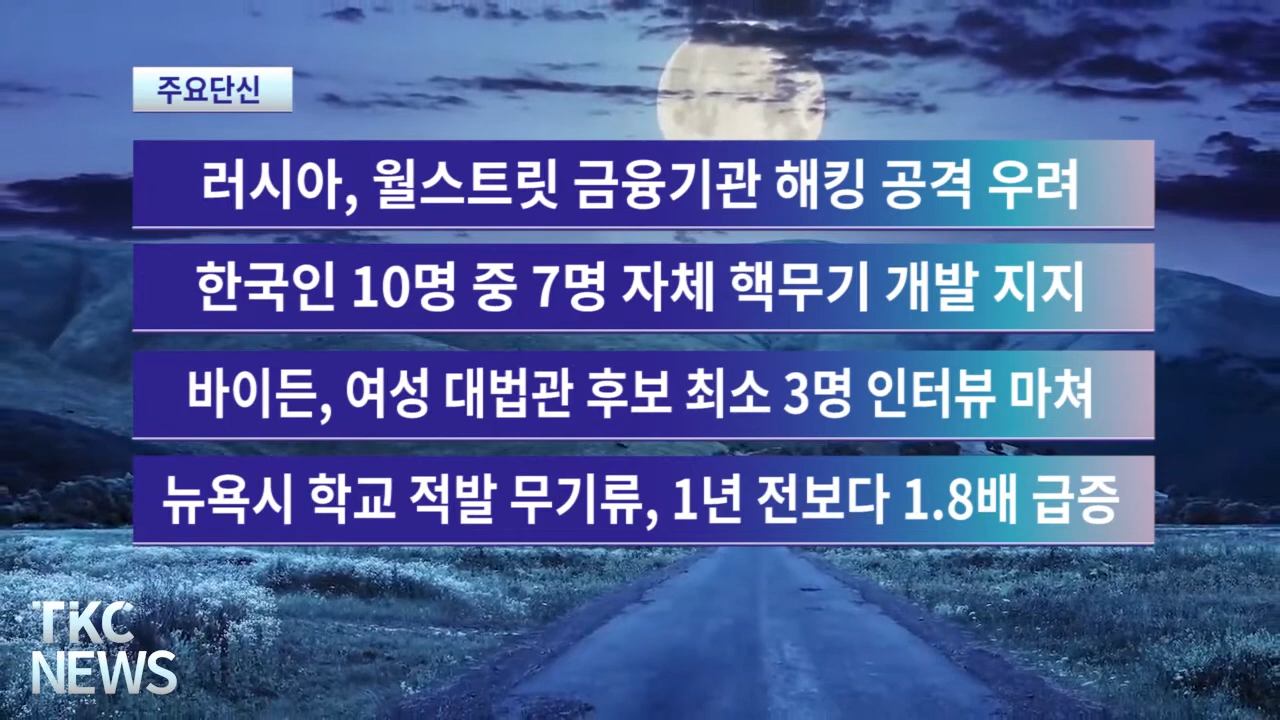 주요단신
러시아, 월스트릿 금융기관 해킹 공격 우려
한국인 10명 중 7명 자체 핵무기 개발 지지
바이든, 여성 대법관 후보 최소 3명 인터뷰 마쳐
뉴욕시 학교 적발 무기류, 1년 전보다 1.8배 급증
TKC
NEWS